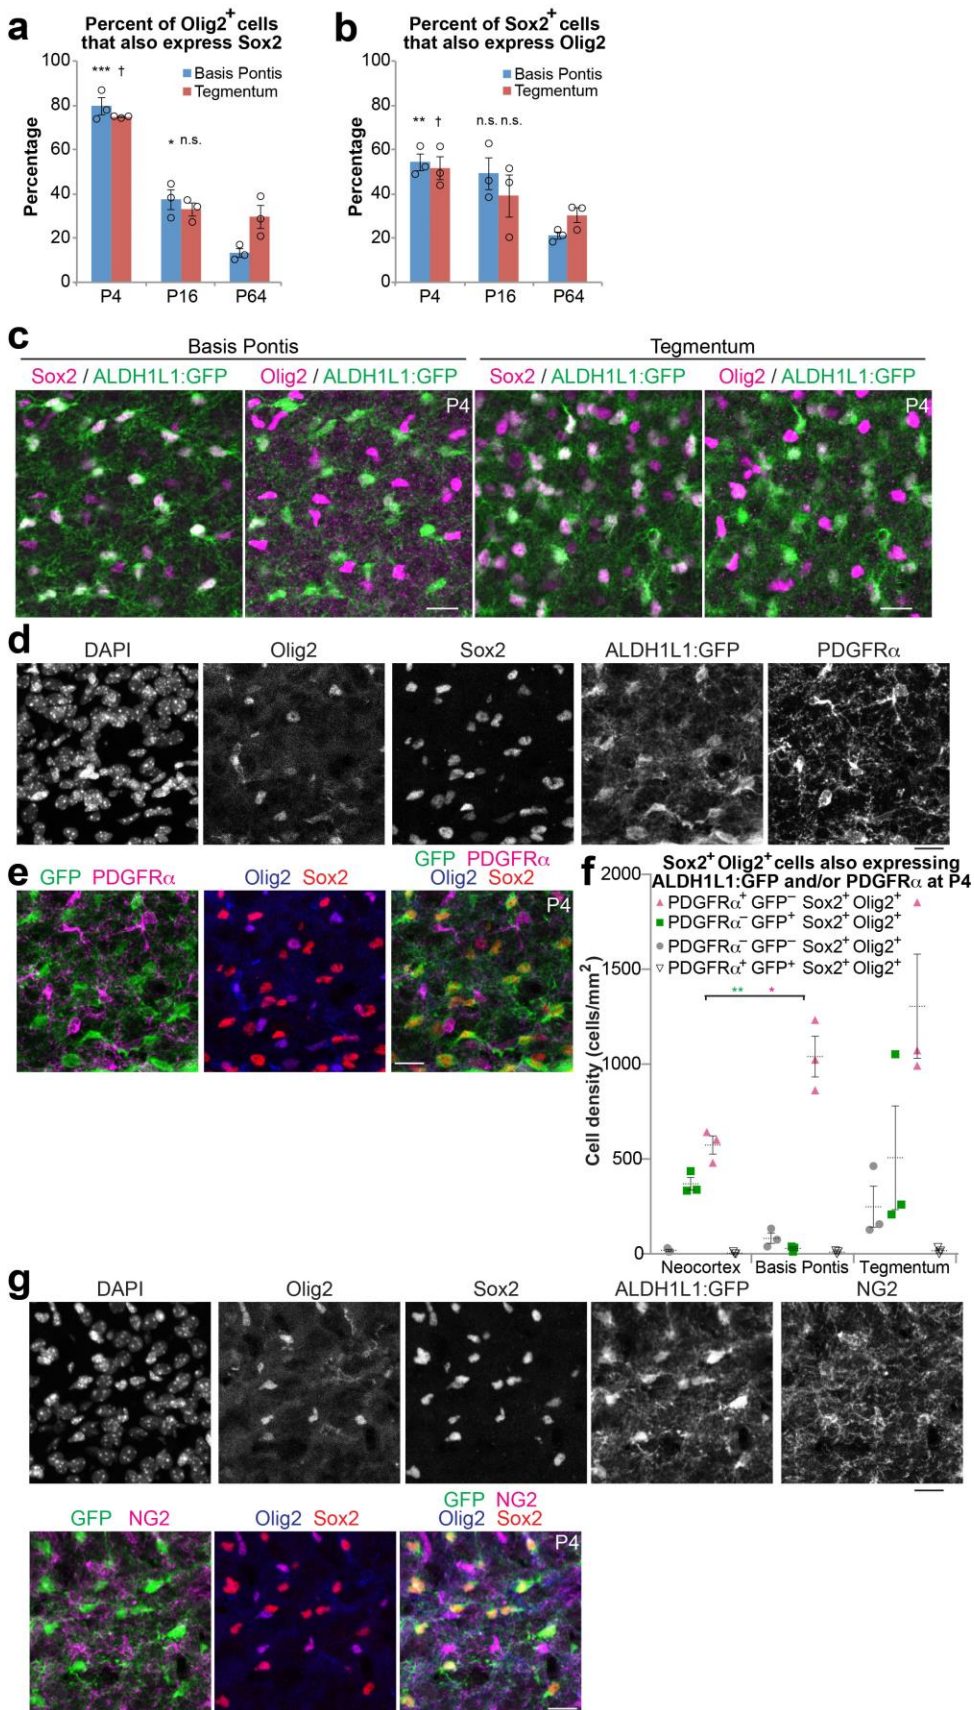 a
Percent of Olig2+ cells
that also express Sox2
100
80
60
40
20
0
Percentage
*** †
Basis Pontis
Tegmentum
* n.s.
P4 P16 P64
b
Percent of Sox2+ cells
that also express Olig2
100
80
60
40
20
0
Percentage
Basis Pontis
Tegmentum
** †
n.s. n.s.
P4 P16 P64
c
Basis Pontis
Tegmentum
Sox2 / ALDH1L1:GFP
Olig2 / ALDH1L1:GFP
Sox2 / ALDH1L1:GFP
Olig2 / ALDH1L1:GFP
P4
P4
d
DAPI
Olig2
Sox2
ALDH1L1:GFP
PDGFRα
e
GFP PDGFRα
Olig2 Sox2
GFP PDGFRα
Olig2 Sox2
P4
f
Sox2+ Olig2+ cells also expressing
ALDH1L1:GFP and/or PDGFRα at P4
PDGFRα+ GFP− Sox2+ Olig2+
PDGFRα− GFP+ Sox2+ Olig2+
PDGFRα− GFP− Sox2+ Olig2+
PDGFRα+ GFP+ Sox2+ Olig2+
2000
1500
1000
500
0
Cell density (cells/mm2)
** *
Neocortex Basis Pontis Tegmentum
g
DAPI
Olig2
Sox2
ALDH1L1:GFP
NG2
GFP NG2
Olig2 Sox2
GFP NG2
Olig2 Sox2
P4